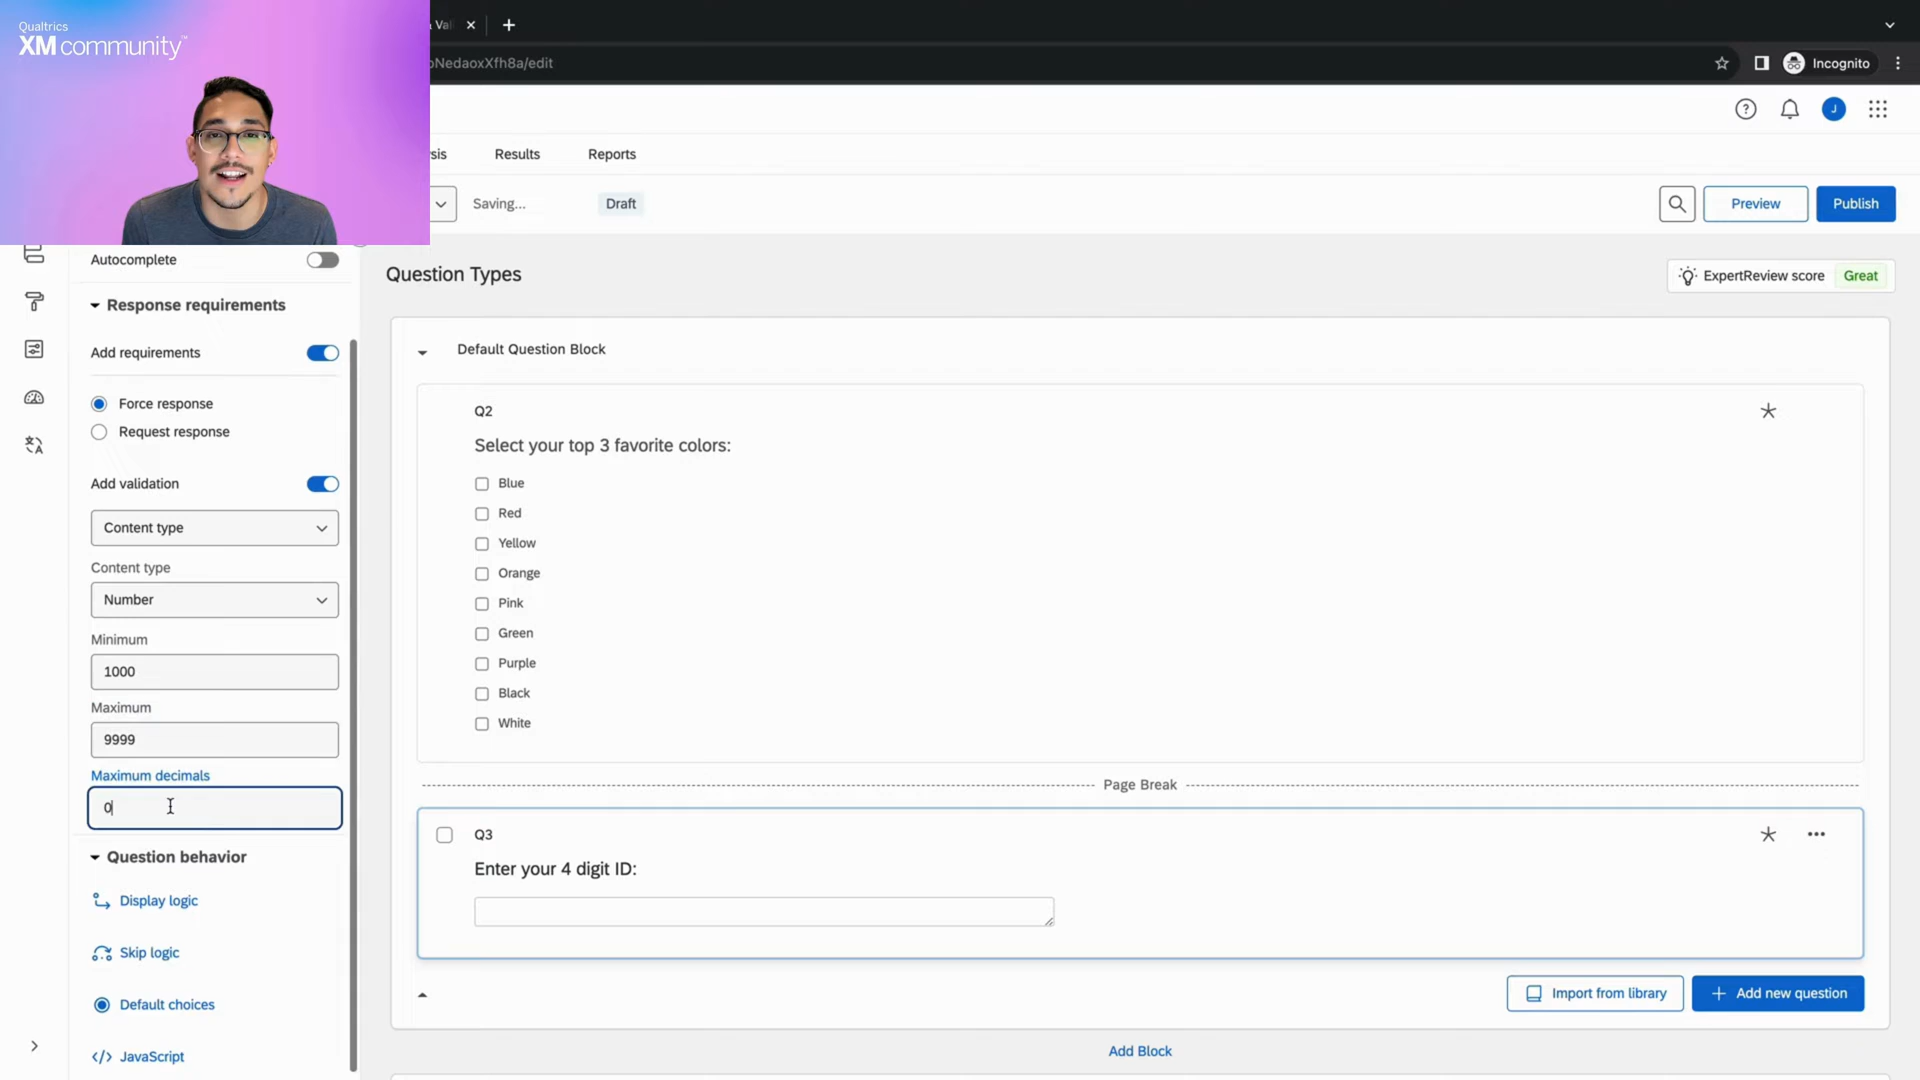 Qualtrics
XM community™
Val
oNedaoxXfh8a/edit
Incognito
J
sis
Results
Reports
Saving...
Draft
Preview
Publish
Autocomplete
Question Types
ExpertReview score
Great
Response requirements
Add requirements
Force response
Request response
Add validation
Content type
Content type
Number
Minimum
1000
Maximum
9999
Maximum decimals
0
Question behavior
Display logic
Skip logic
Default choices
</> JavaScript
Default Question Block
Q2
Select your top 3 favorite colors:
Blue
Red
Yellow
Orange
Pink
Green
Purple
Black
White
Page Break
Q3
Enter your 4 digit ID:
Import from library
+ Add new question
Add Block